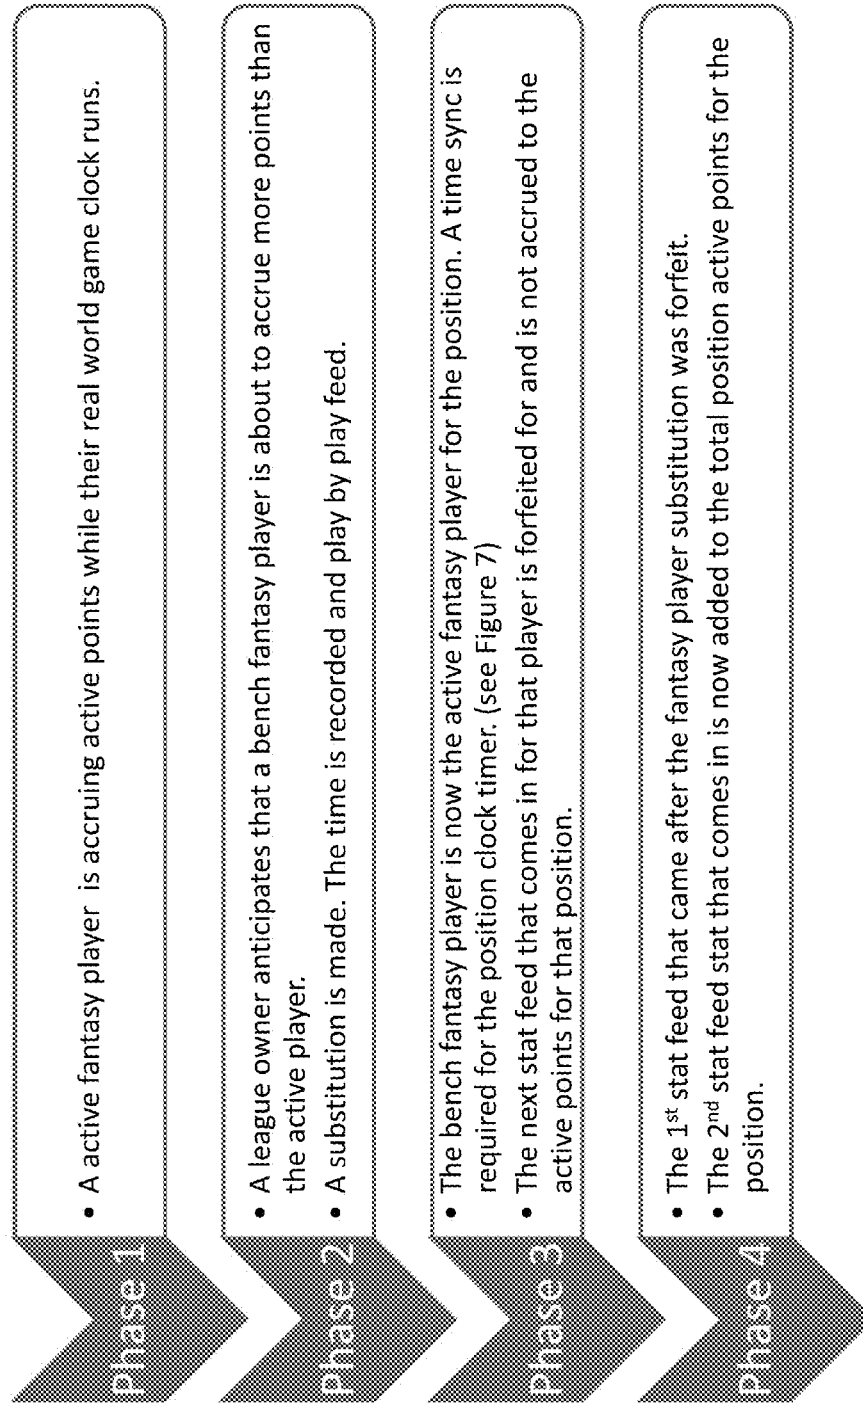 Phase 1
• A active fantasy player is accruing active points while their real world game clock runs.
Phase 2
• A league owner anticipates that a bench fantasy player is about to accrue more points than
the active player.
• A substitution is made. The time is recorded and play by play feed.
Phase 3
• The bench fantasy player is now the active fantasy player for the position. A time sync is
required for the position clock timer. (see Figure 7)
• The next stat feed that comes in for that player is forfeited for and is not accrued to the
active points for that position.
Phase 4
• The 1st stat feed that came after the fantasy player substitution was forfeit.
• The 2nd stat feed stat that comes in is now added to the total position active points for the
position.